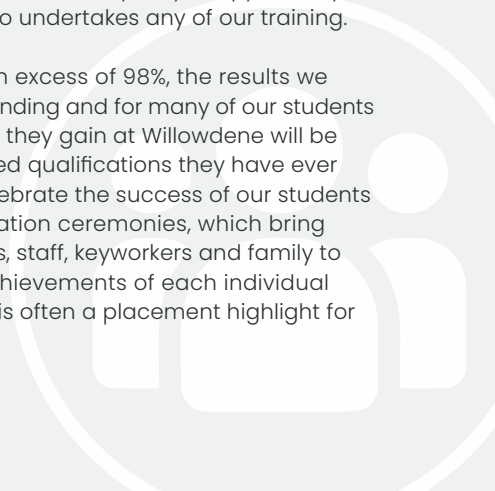 o undertakes any of our training.
n excess of 98%, the results we
nding and for many of our students
they gain at Willowdene will be
ed qualifications they have ever
ebrate the success of our students
ation ceremonies, which bring
s, staff, keyworkers and family to
hievements of each individual
is often a placement highlight for